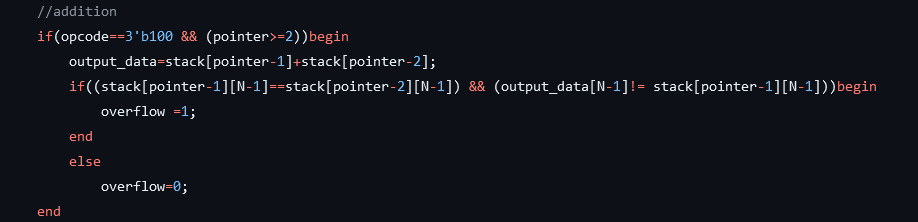 //addition
if(opcode==3'b100 && (pointer>=2))begin
output_data=stack[pointer-1]+stack[pointer-2];
if((stack[pointer-1][N-1]==stack[pointer-2][N-1]) && (output_data[N-1]!= stack[pointer-1][N-1]))begin
overflow =1;
end
else
overflow=0;
end